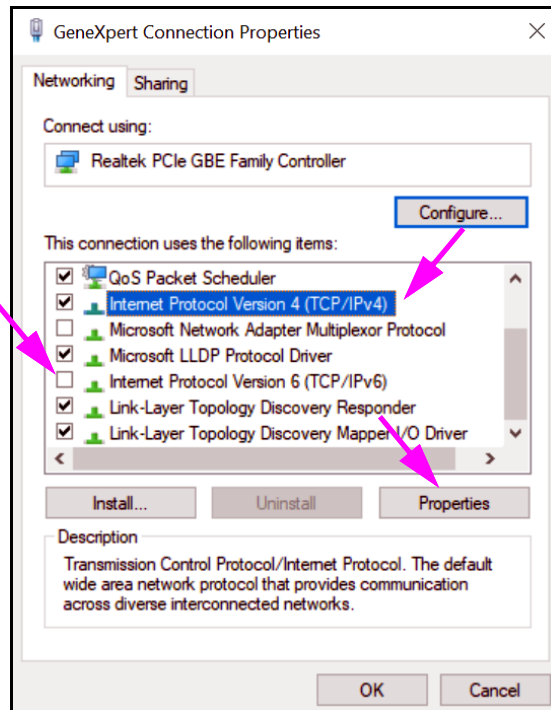 GeneXpert Connection Properties
Networking Sharing
Connect using:
Realtek PCIe GBE Family Controller
Configure...
This connection uses the following items:
QoS Packet Scheduler
Internet Protocol Version 4 (TCP/IPv4)
Microsoft Network Adapter Multiplexor Protocol
Microsoft LLDP Protocol Driver
Internet Protocol Version 6 (TCP/IPv6)
Link-Layer Topology Discovery Responder
Link-Layer Topology Discovery Mapper I/O Driver
Install... Uninstall Properties
Description
Transmission Control Protocol/Internet Protocol. The default
wide area network protocol that provides communication
across diverse interconnected networks.
OK Cancel